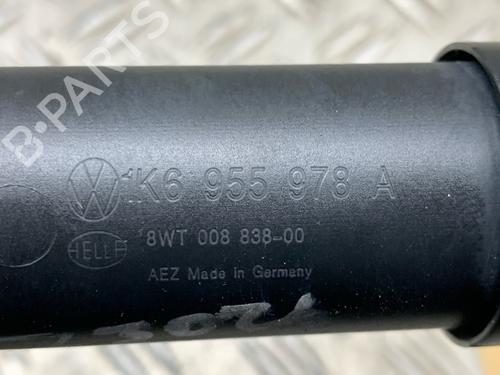 B-PARTS
1K6 955 978 A
HELLA
8WT 008 838-00
AEZ Made in Germany